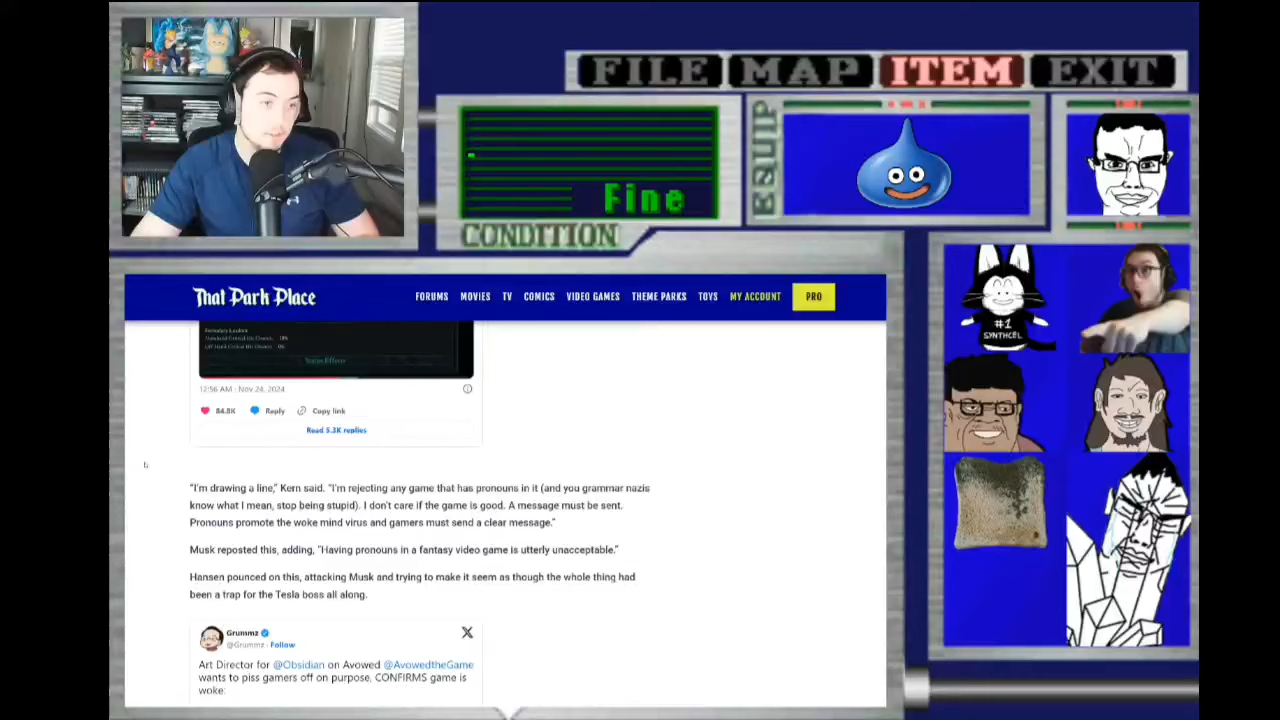 FILE MAP ITEM EXIT
EQUIP
Fine
CONDITION
#1
SYNTHCEL
That Park Place
FORUMS MOVIES TV COMICS VIDEO GAMES THEME PARKS TOYS MY ACCOUNT PRO
Status Effects
12:56 AM · Nov 24, 2024
84.8K Reply Copy link
Read 5.3K replies
“I’m drawing a line,” Kern said. “I’m rejecting any game that has pronouns in it (and you grammar nazis
know what I mean, stop being stupid). I don’t care if the game is good. A message must be sent.
Pronouns promote the woke mind virus and gamers must send a clear message.”
Musk reposted this, adding, “Having pronouns in a fantasy video game is utterly unacceptable.”
Hansen pounced on this, attacking Musk and trying to make it seem as though the whole thing had
been a trap for the Tesla boss all along.
Grummz
@Grummz · Follow
Art Director for @Obsidian on Avowed @AvowedtheGame
wants to piss gamers off on purpose, CONFIRMS game is
woke: